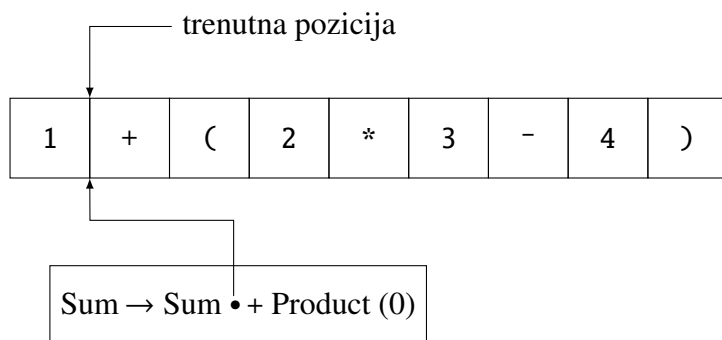 trenutna pozicija
1 + ( 2 * 3 - 4 )
Sum → Sum • + Product (0)